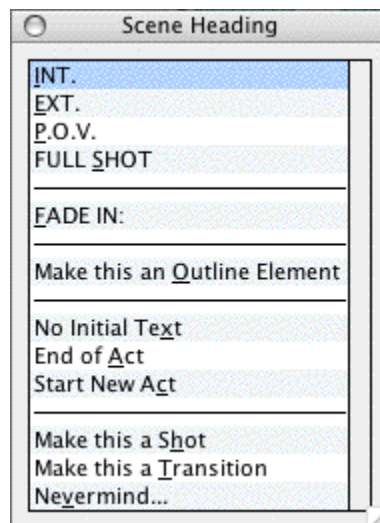 Scene Heading
INT.
EXT.
P.O.V.
FULL SHOT
FADE IN:
Make this an Outline Element
No Initial Text
End of Act
Start New Act
Make this a Shot
Make this a Transition
Nevermind...